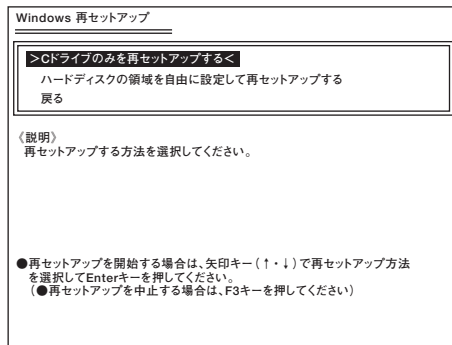 Windows 再セットアップ
>Cドライブのみを再セットアップする<
ハードディスクの領域を自由に設定して再セットアップする
戻る
《説明》
再セットアップする方法を選択してください。
●再セットアップを開始する場合は、矢印キー(↑・↓)で再セットアップ方法
を選択してEnterキーを押してください。
(●再セットアップを中止する場合は、F3キーを押してください)